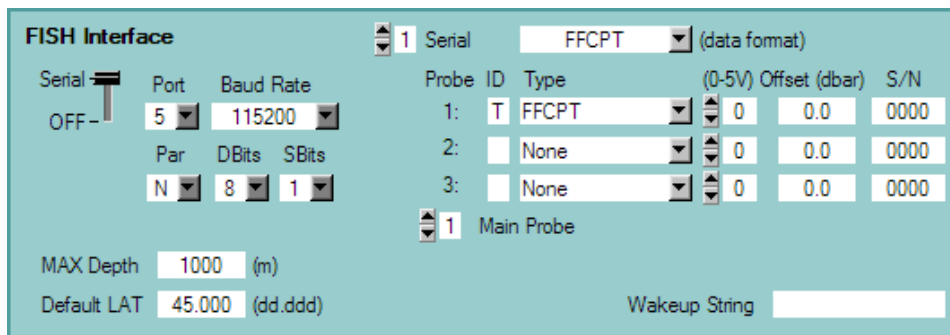 FISH Interface 1 Serial FFCPT (data format)
Serial Port Baud Rate Probe ID Type (0-5V) Offset (dbar) S/N
OFF 5 115200 1: T FFCPT 0 0.0 0000
Par DBits SBits 2: None 0 0.0 0000
N 8 1 3: None 0 0.0 0000
1 Main Probe
MAX Depth 1000 (m)
Default LAT 45.000 (dd.ddd) Wakeup String